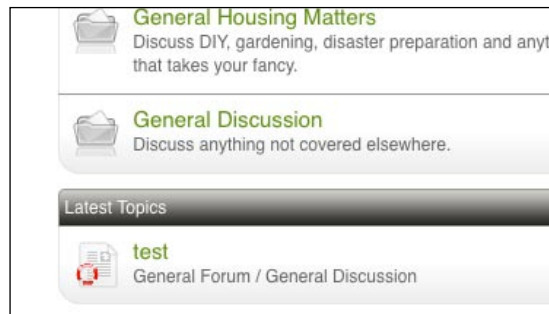 General Housing Matters
Discuss DIY, gardening, disaster preparation and anyt
that takes your fancy.
General Discussion
Discuss anything not covered elsewhere.
Latest Topics
test
General Forum / General Discussion